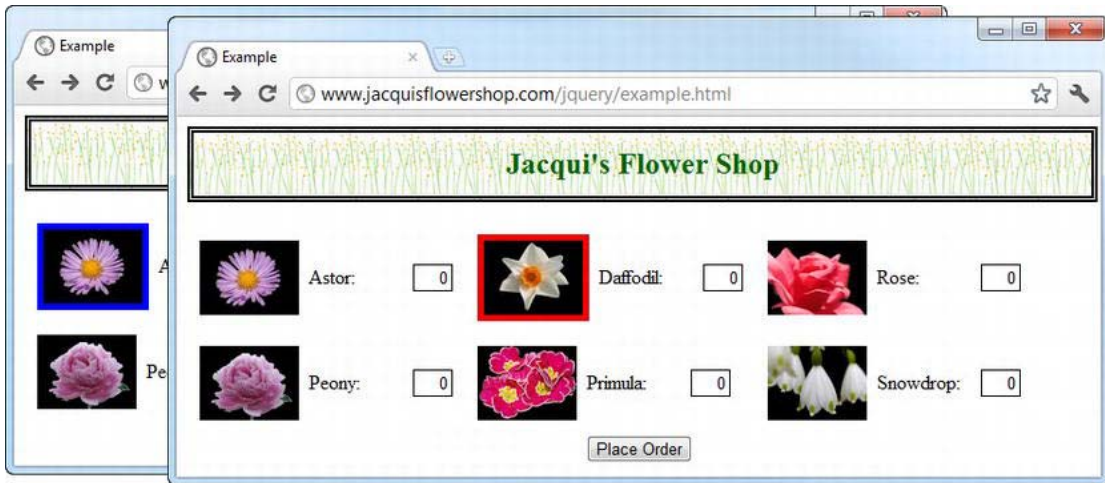 Example
Example
www.jacquisflowershop.com/jquery/example.html
Jacqui's Flower Shop
Astor: 0
Daffodil: 0
Rose: 0
Peony: 0
Primula: 0
Snowdrop: 0
Place Order